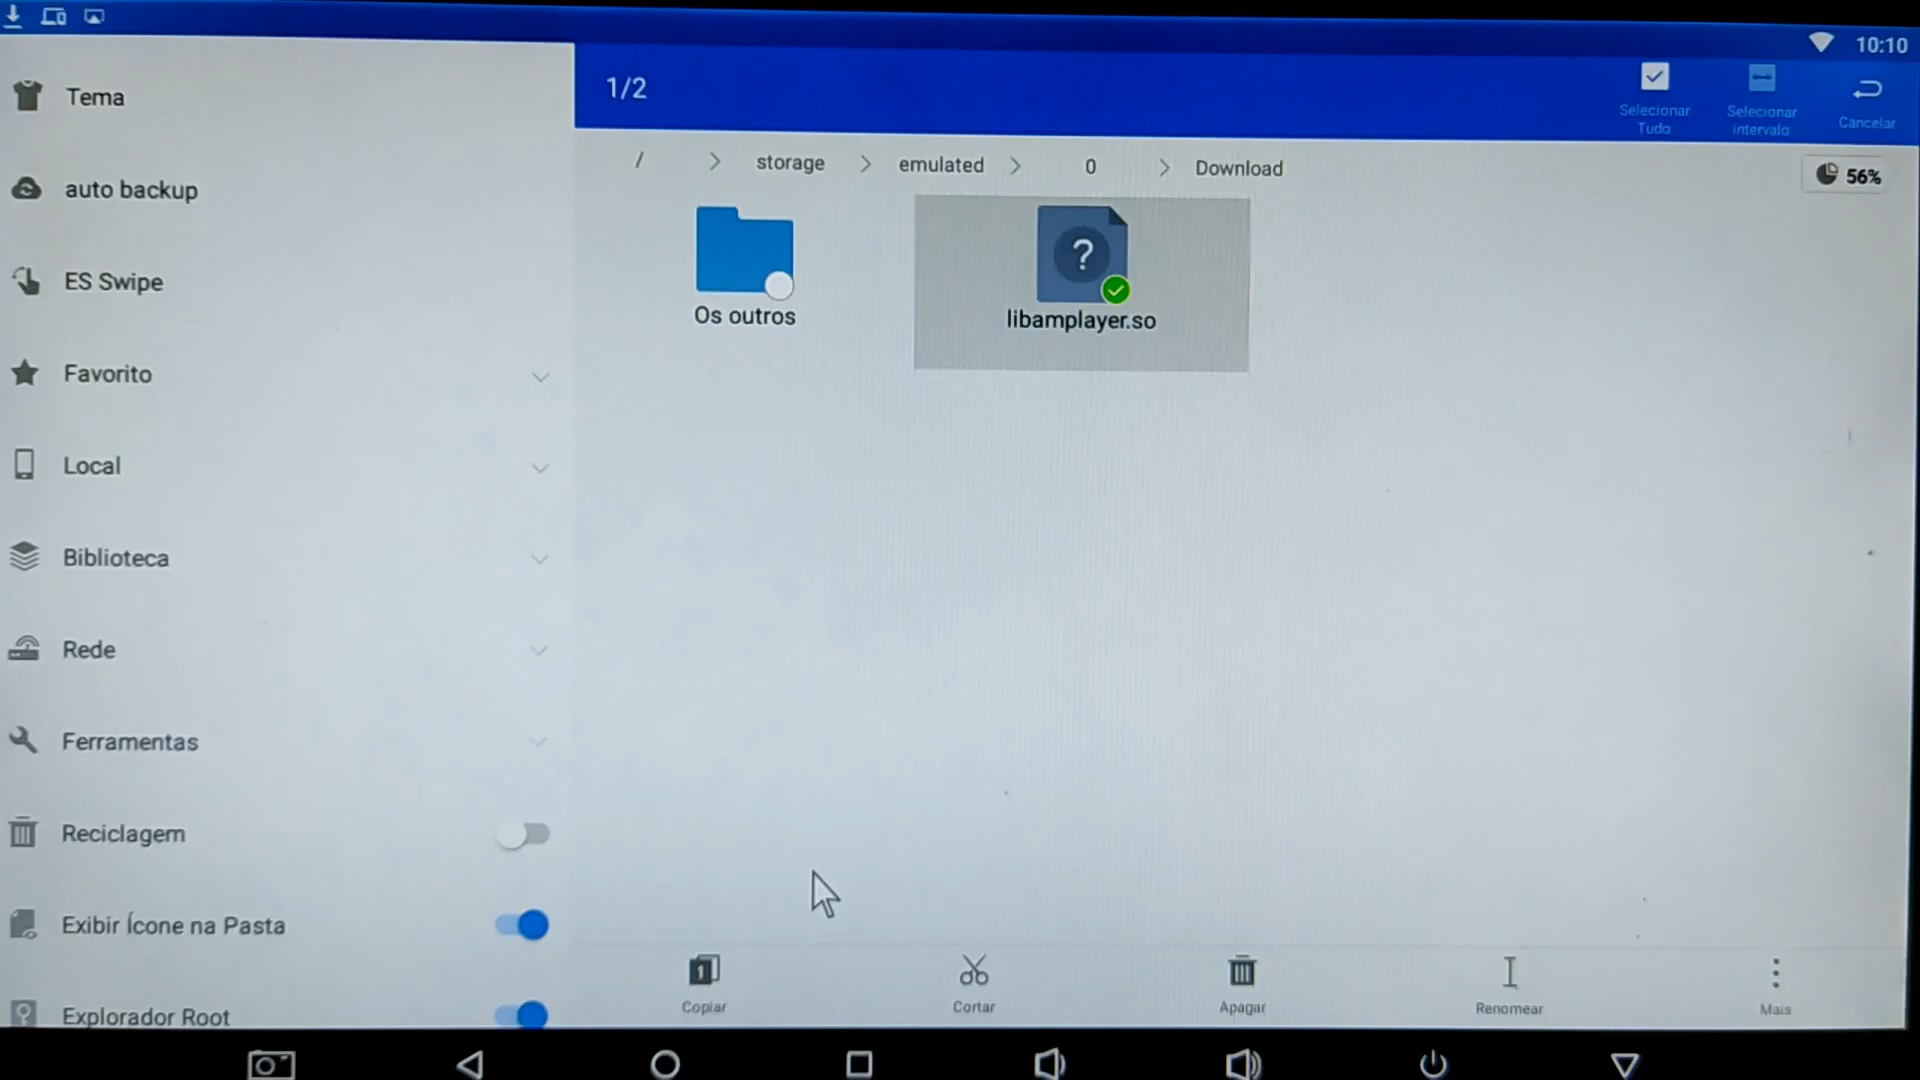 10:10
1/2
Selecionar
Tudo
Selecionar
intervalo
Cancelar
Tema
auto backup
ES Swipe
Favorito
Local
Biblioteca
Rede
Ferramentas
Reciclagem
Exibir Ícone na Pasta
Explorador Root
/ > storage > emulated > 0 > Download
56%
Os outros
?
libamplayer.so
1
Copiar
Cortar
Apagar
Renomear
Mais